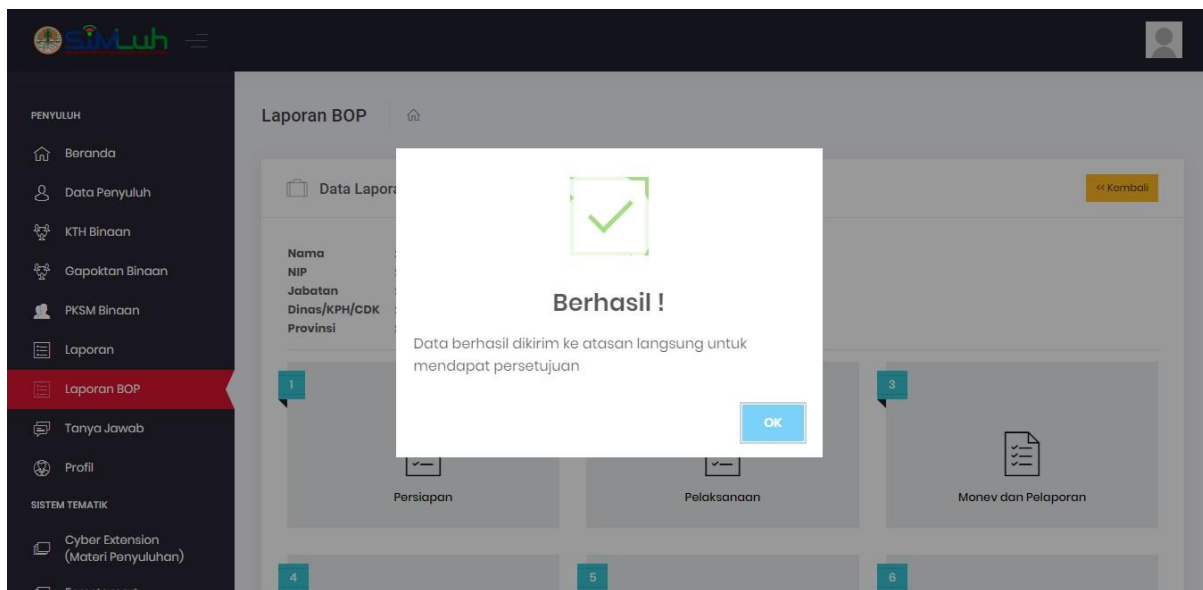 SiMLuh
PENYULUH
Beranda
Data Penyuluh
KTH Binaan
Gapoktan Binaan
PKSM Binaan
Laporan
Laporan BOP
Tanya Jawab
Profil
SISTEM TEMATIK
Cyber Extension
(Materi Penyuluhan)
Laporan BOP
Data Lapora
<< Kembali
Nama :
NIP :
Jabatan :
Dinas/KPH/CDK :
Provinsi :
Berhasil !
Data berhasil dikirim ke atasan langsung untuk
mendapat persetujuan
OK
1
3
Persiapan
Pelaksanaan
Monev dan Pelaporan
4
5
6